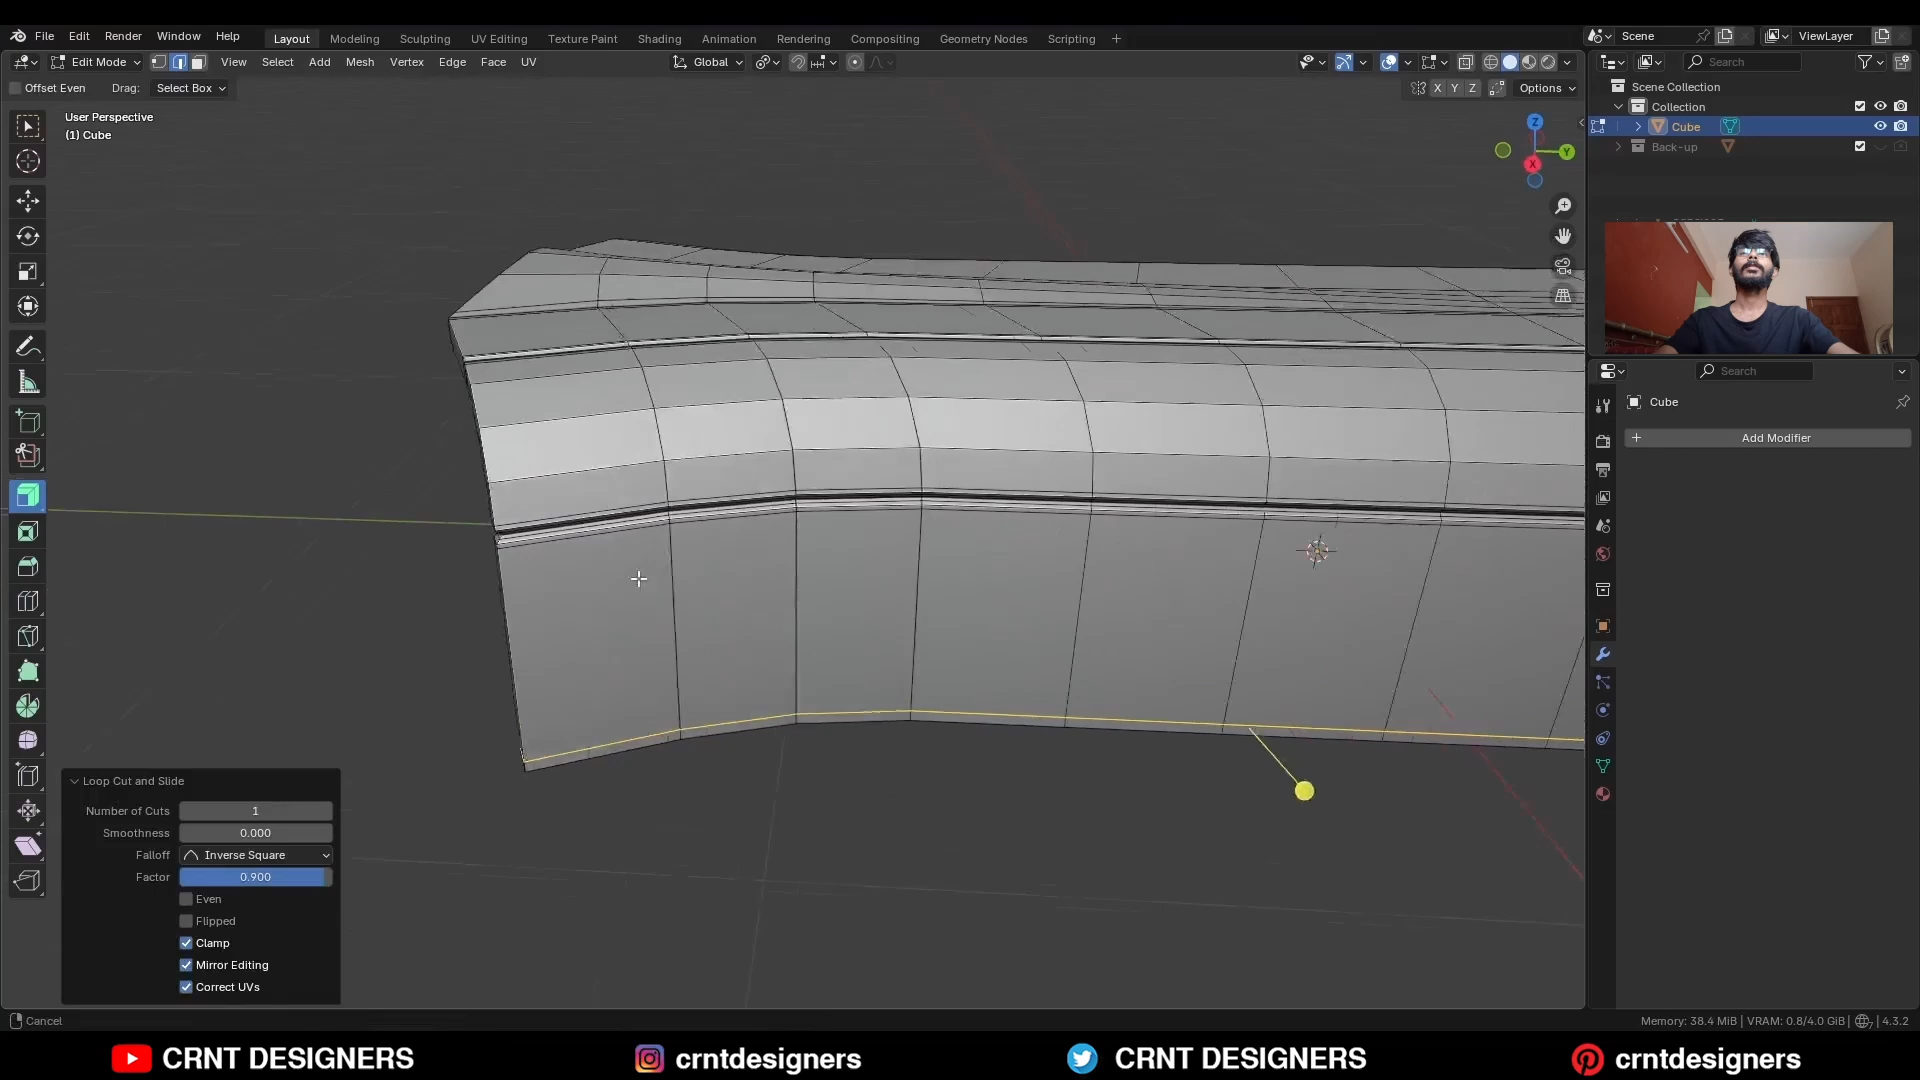 File Edit Render Window Help Layout Modeling Sculpting UV Editing Texture Paint Shading Animation Rendering Compositing Geometry Nodes Scripting + Scene ViewLayer
Edit Mode View Select Add Mesh Vertex Edge Face UV Global Search
Offset Even Drag: Select Box X Y Z Options
Scene Collection
Collection
Cube
Back-up
User Perspective
(1) Cube
Z
Y
X
Search
Cube
+ Add Modifier
Loop Cut and Slide
Number of Cuts 1
Smoothness 0.000
Falloff Inverse Square
Factor 0.900
Even
Flipped
Clamp
Mirror Editing
Correct UVs
Cancel Memory: 38.4 MiB | VRAM: 0.8/4.0 GiB | 7 | 4.3.2
CRNT DESIGNERS crntdesigners CRNT DESIGNERS crntdesigners